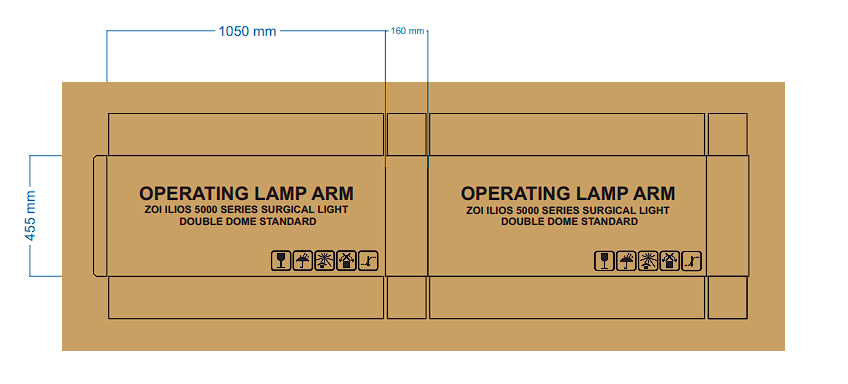 1050 mm
160 mm
455 mm
OPERATING LAMP ARM
ZOI ILIOS 5000 SERIES SURGICAL LIGHT
DOUBLE DOME STANDARD
OPERATING LAMP ARM
ZOI ILIOS 5000 SERIES SURGICAL LIGHT
DOUBLE DOME STANDARD